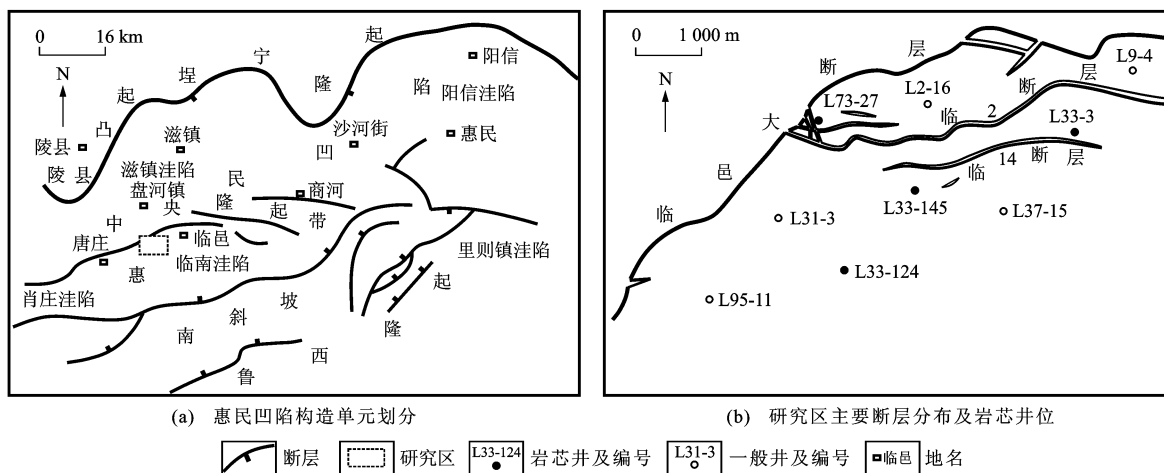 0 16 km
N
埕 宁 隆 起
阳信
陷
阳信洼陷
沙河街
惠民
凹
凸 起
滋镇
陵县
陵 县
滋镇洼陷
盘河镇
民
商河
中 央 隆 起 带
唐庄
临邑
惠
临南洼陷
里则镇洼陷
肖庄洼陷
南 斜 坡
鲁 西 隆 起
(a) 惠民凹陷构造单元划分
0 1 000 m
N
临 邑 大 断 层
L9-4
L2-16
L73-27
临 2 断 层
L33-3
临 14 断 层
L33-145
L31-3
L37-15
L33-124
L95-11
(b) 研究区主要断层分布及岩芯井位
断层
研究区
L33-124
岩芯井及编号
L31-3
一般井及编号
临邑
地名